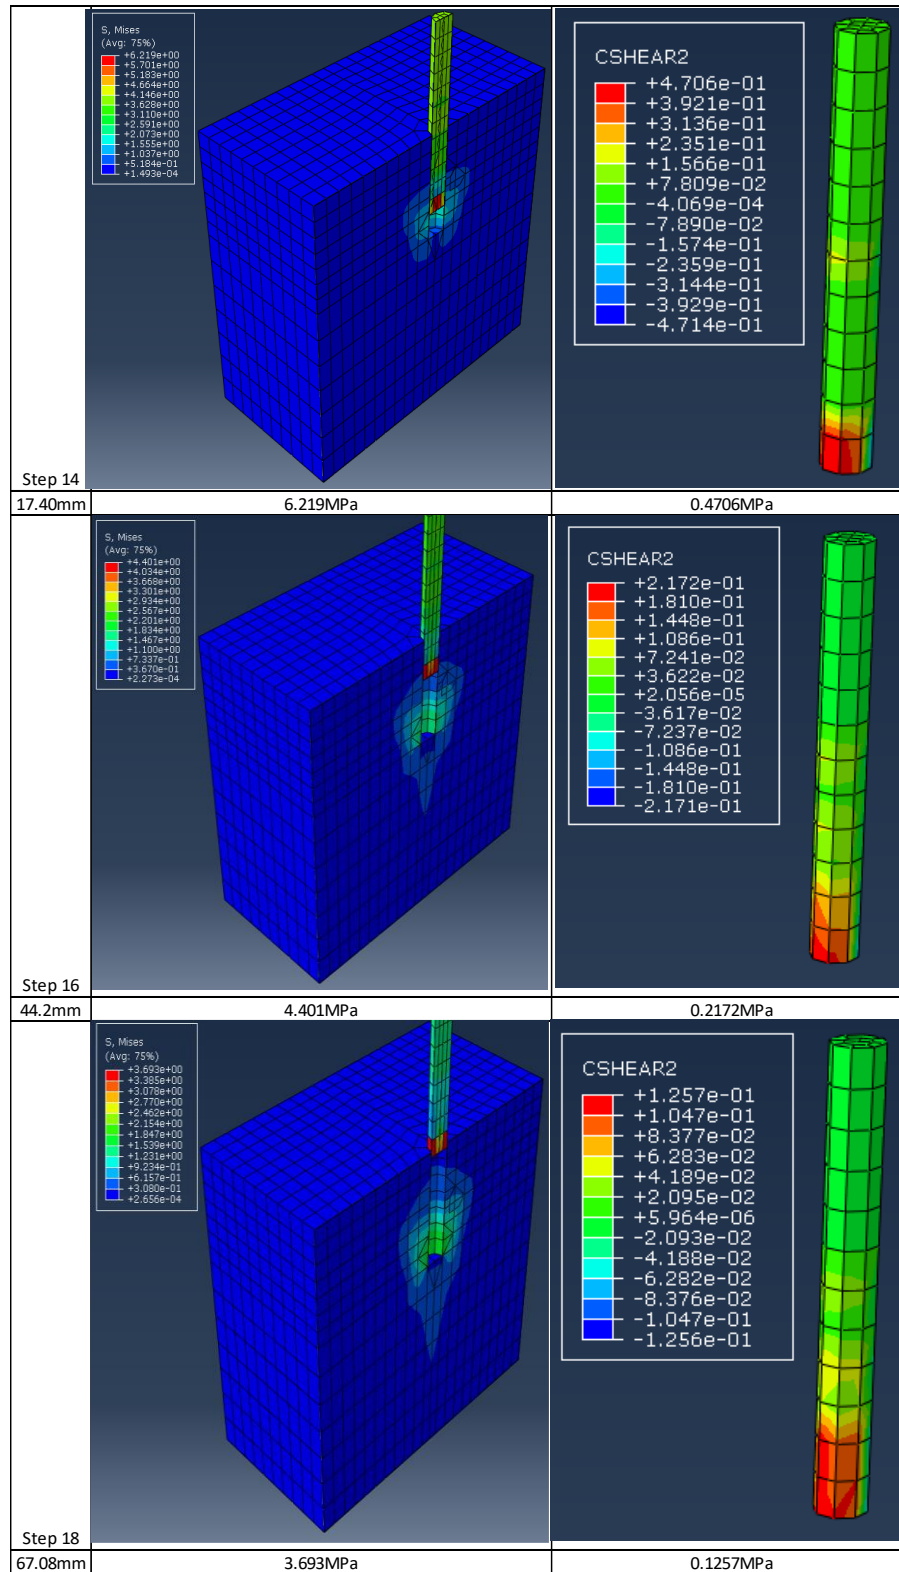 S, Mises
(Avg: 75%)
+6.219e+00
+5.701e+00
+5.183e+00
+4.664e+00
+4.146e+00
+3.628e+00
+3.110e+00
+2.591e+00
+2.073e+00
+1.555e+00
+1.037e+00
+5.184e-01
+1.493e-04
CSHEAR2
+4.706e-01
+3.921e-01
+3.136e-01
+2.351e-01
+1.566e-01
+7.809e-02
-4.069e-04
-7.890e-02
-1.574e-01
-2.359e-01
-3.144e-01
-3.929e-01
-4.714e-01
Step 14
17.40mm 6.219MPa 0.4706MPa
S, Mises
(Avg: 75%)
+4.401e+00
+4.034e+00
+3.668e+00
+3.301e+00
+2.934e+00
+2.567e+00
+2.201e+00
+1.834e+00
+1.467e+00
+1.100e+00
+7.337e-01
+3.670e-01
+2.273e-04
CSHEAR2
+2.172e-01
+1.810e-01
+1.448e-01
+1.086e-01
+7.241e-02
+3.622e-02
+2.056e-05
-3.617e-02
-7.237e-02
-1.086e-01
-1.448e-01
-1.810e-01
-2.171e-01
Step 16
44.2mm 4.401MPa 0.2172MPa
S, Mises
(Avg: 75%)
+3.693e+00
+3.385e+00
+3.078e+00
+2.770e+00
+2.462e+00
+2.154e+00
+1.847e+00
+1.539e+00
+1.231e+00
+9.234e-01
+6.157e-01
+3.080e-01
+2.656e-04
CSHEAR2
+1.257e-01
+1.047e-01
+8.377e-02
+6.283e-02
+4.189e-02
+2.095e-02
+5.964e-06
-2.093e-02
-4.188e-02
-6.282e-02
-8.376e-02
-1.047e-01
-1.256e-01
Step 18
67.08mm 3.693MPa 0.1257MPa